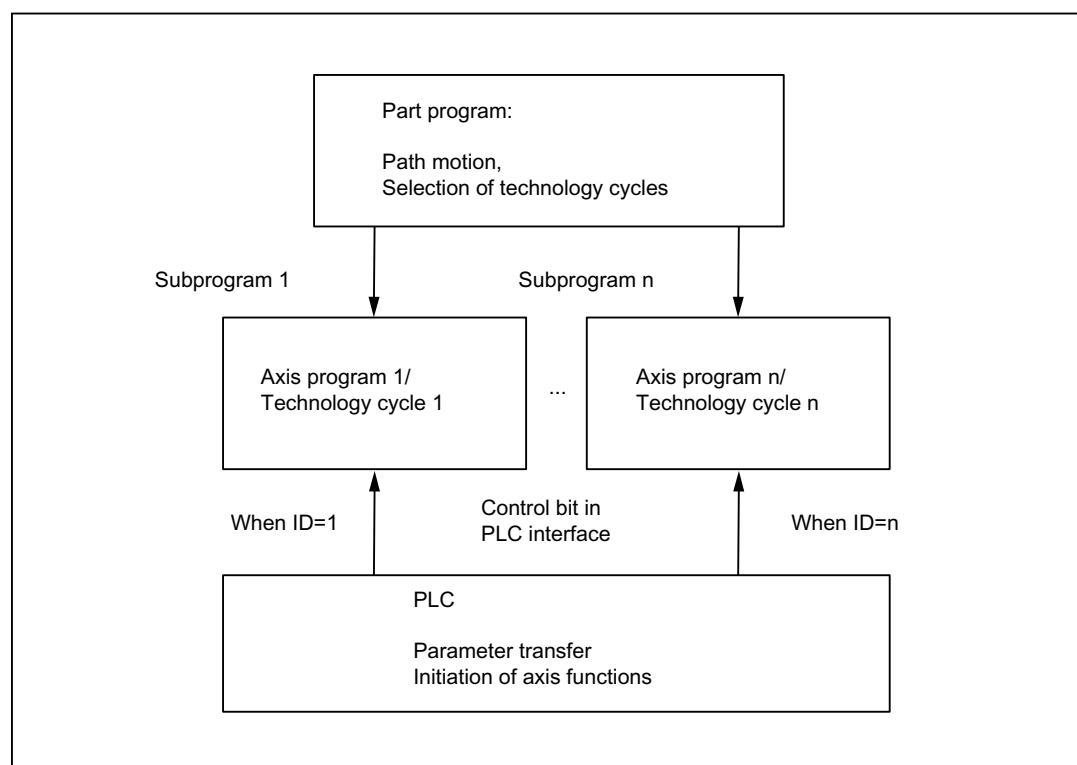 Part program:
Path motion,
Selection of technology cycles
Subprogram 1
Subprogram n
Axis program 1/
Technology cycle 1
...
Axis program n/
Technology cycle n
When ID=1
Control bit in
PLC interface
When ID=n
PLC
Parameter transfer
Initiation of axis functions